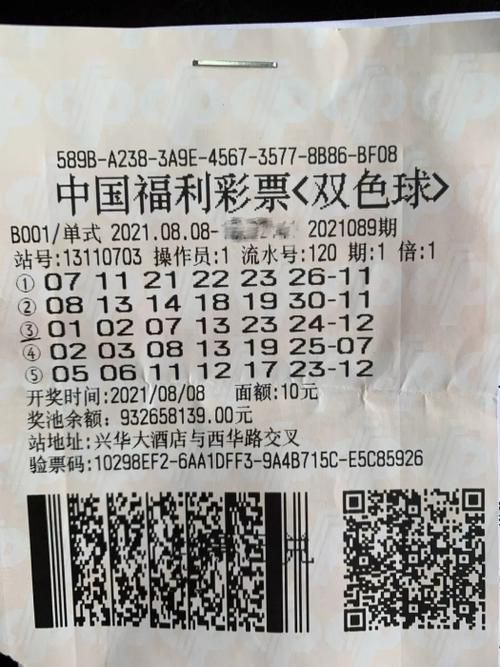 589B-A238-3A9E-4567-3577-8B86-BF08
中国福利彩票<双色球>
B001/单式 2021.08.08- 2021089期
站号:13110703 操作员:1 流水号:120 期:1 倍:1
① 07 11 21 22 23 26-11
② 08 13 14 18 19 30-11
③ 01 02 07 13 23 24-12
④ 02 03 08 13 19 25-07
⑤ 05 06 11 12 17 23-12
开奖时间:2021/08/08 面额:10元
奖池余额: 932658139.00元
站地址:兴华大酒店与西华路交叉
验票码:10298EF2-6AA1DFF3-9A4B715C-E5C85926